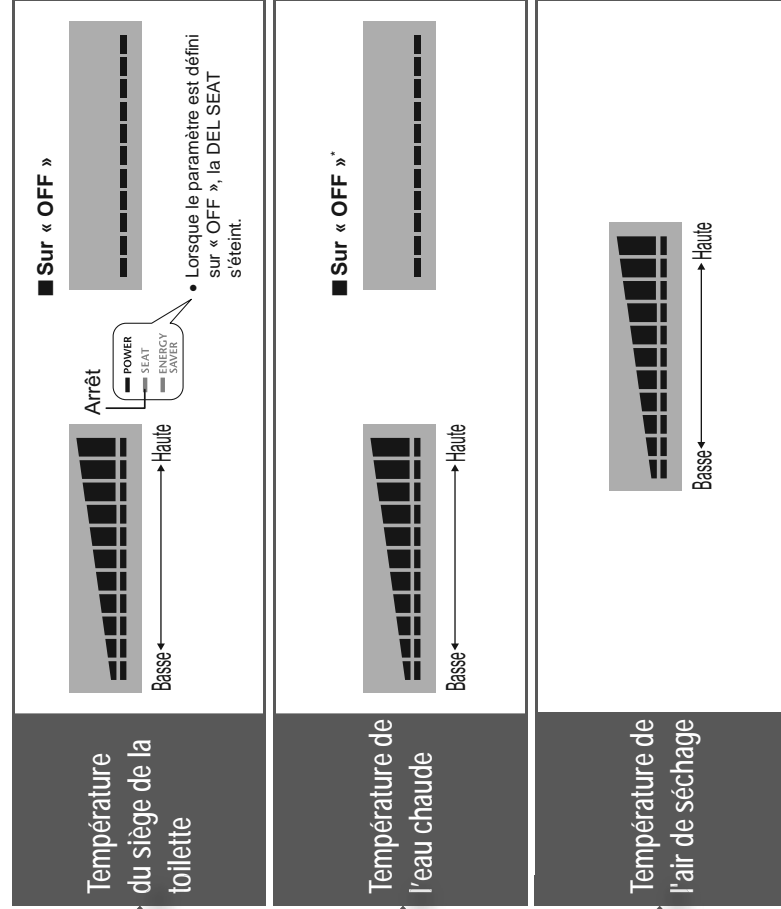 Température
du siège de la
toilette
Basse
Haute
Arrêt
POWER
SEAT
ENERGY
SAVER
■ Sur « OFF »
• Lorsque le paramètre est défini
sur « OFF », la DEL SEAT
s'éteint.
Température de
l'eau chaude
Basse
Haute
■ Sur « OFF »*
Température de
l'air de séchage
Basse
Haute